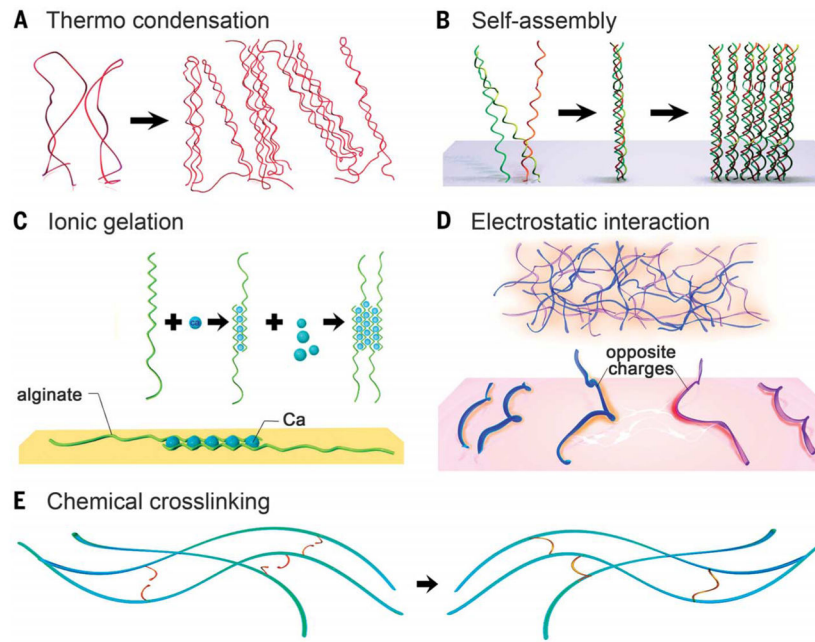 A Thermo condensation
B Self-assembly
C Ionic gelation
alginate
Ca
D Electrostatic interaction
opposite
charges
E Chemical crosslinking